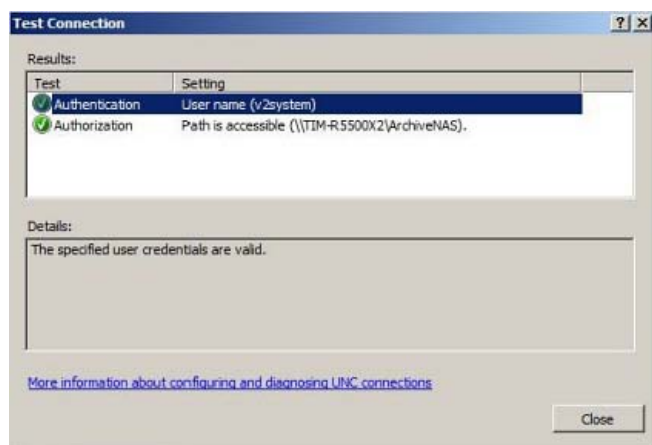 Test Connection
Results:
Test Setting
Authentication User name (v2system)
Authorization Path is accessible (\\TIM-R5500X2\ArchiveNAS).
Details:
The specified user credentials are valid.
More information about configuring and diagnosing UNC connections
Close